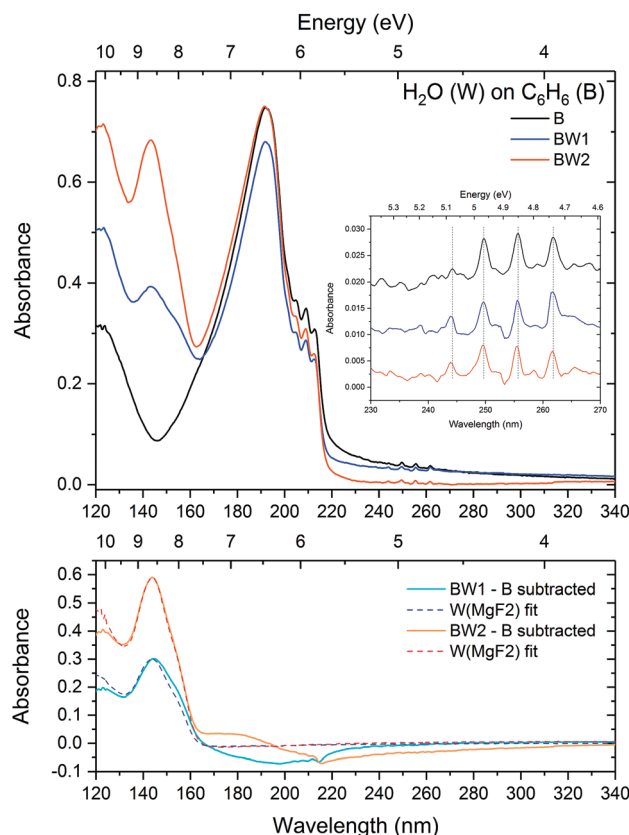 Energy (eV)
10 9 8 7 6 5 4
H₂O (W) on C₆H₆ (B)
B
BW1
BW2
Absorbance
0.8
0.6
0.4
0.2
0.0
120 140 160 180 200 220 240 260 280 300 320 340
Energy (eV)
5.3 5.2 5.1 5 4.9 4.8 4.7 4.6
Absorbance
0.030
0.025
0.020
0.015
0.010
0.005
0.000
230 240 250 260 270
Wavelength (nm)
10 9 8 7 6 5 4
BW1 - B subtracted
W(MgF2) fit
BW2 - B subtracted
W(MgF2) fit
Absorbance
0.6
0.5
0.4
0.3
0.2
0.1
0.0
-0.1
120 140 160 180 200 220 240 260 280 300 320 340
Wavelength (nm)